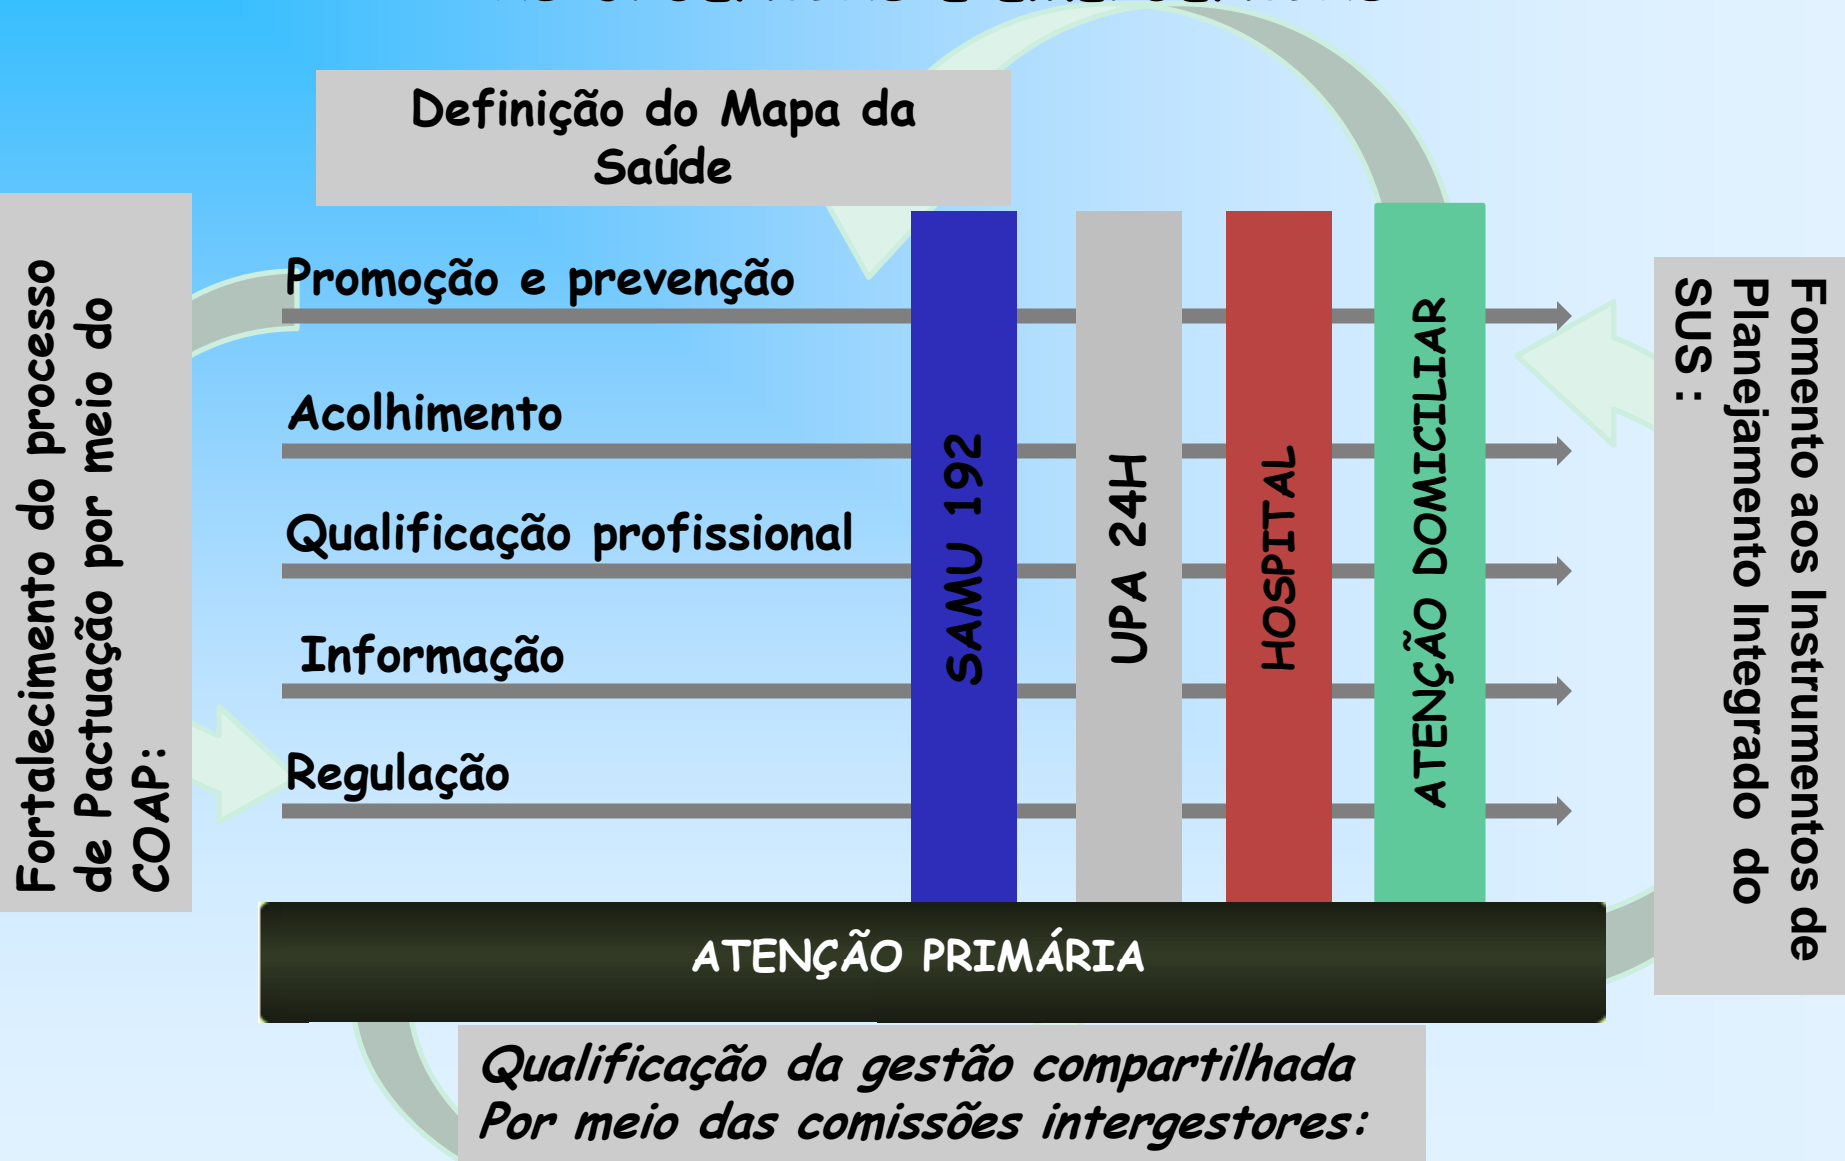 Definição do Mapa da
Saúde
Fortalecimento do processo
de Pactuação por meio do
COAP:
Promoção e prevenção
Acolhimento
Qualificação profissional
Informação
Regulação
SAMU 192
UPA 24H
HOSPITAL
ATENÇÃO DOMICILIAR
Fomento aos Instrumentos de
Planejamento Integrado do
SUS :
ATENÇÃO PRIMÁRIA
Qualificação da gestão compartilhada
Por meio das comissões intergestores: